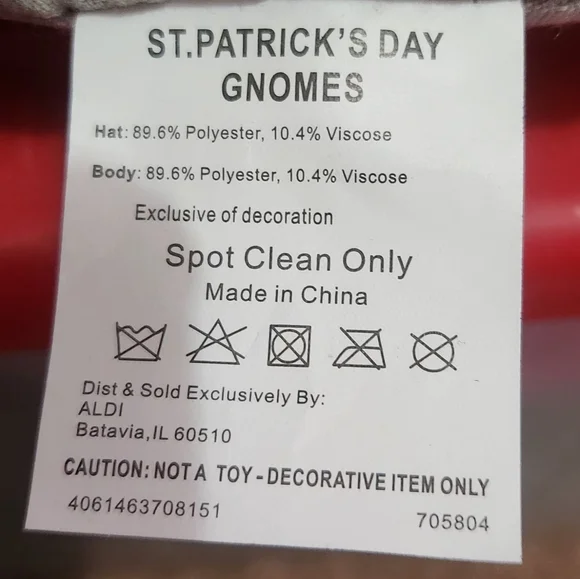 ST.PATRICK'S DAY
GNOMES
Hat: 89.6% Polyester, 10.4% Viscose
Body: 89.6% Polyester, 10.4% Viscose
Exclusive of decoration
Spot Clean Only
Made in China
Dist & Sold Exclusively By:
ALDI
Batavia,IL 60510
CAUTION: NOT A TOY-DECORATIVE ITEM ONLY
4061463708151
705804